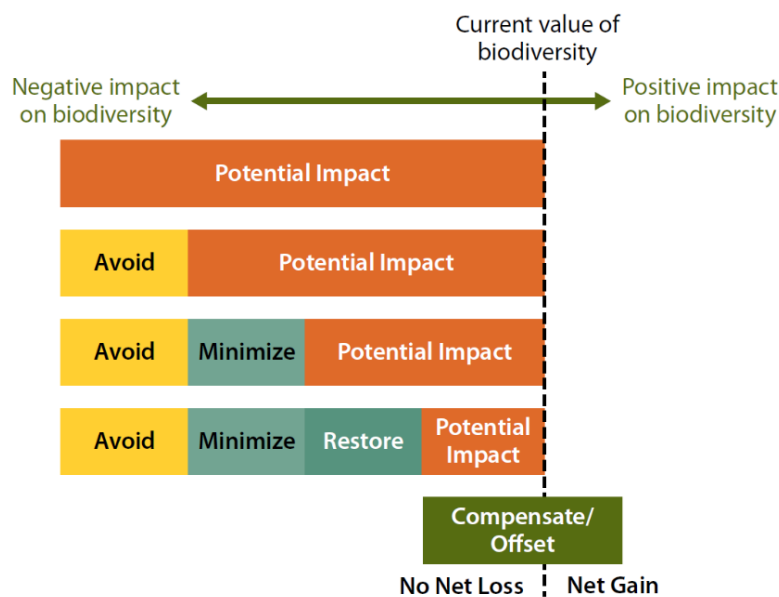 Current value of
biodiversity
Negative impact
on biodiversity
Positive impact
on biodiversity
Potential Impact
Avoid
Potential Impact
Avoid
Minimize
Potential Impact
Avoid
Minimize
Restore
Potential
Impact
Compensate/
Offset
No Net Loss
Net Gain